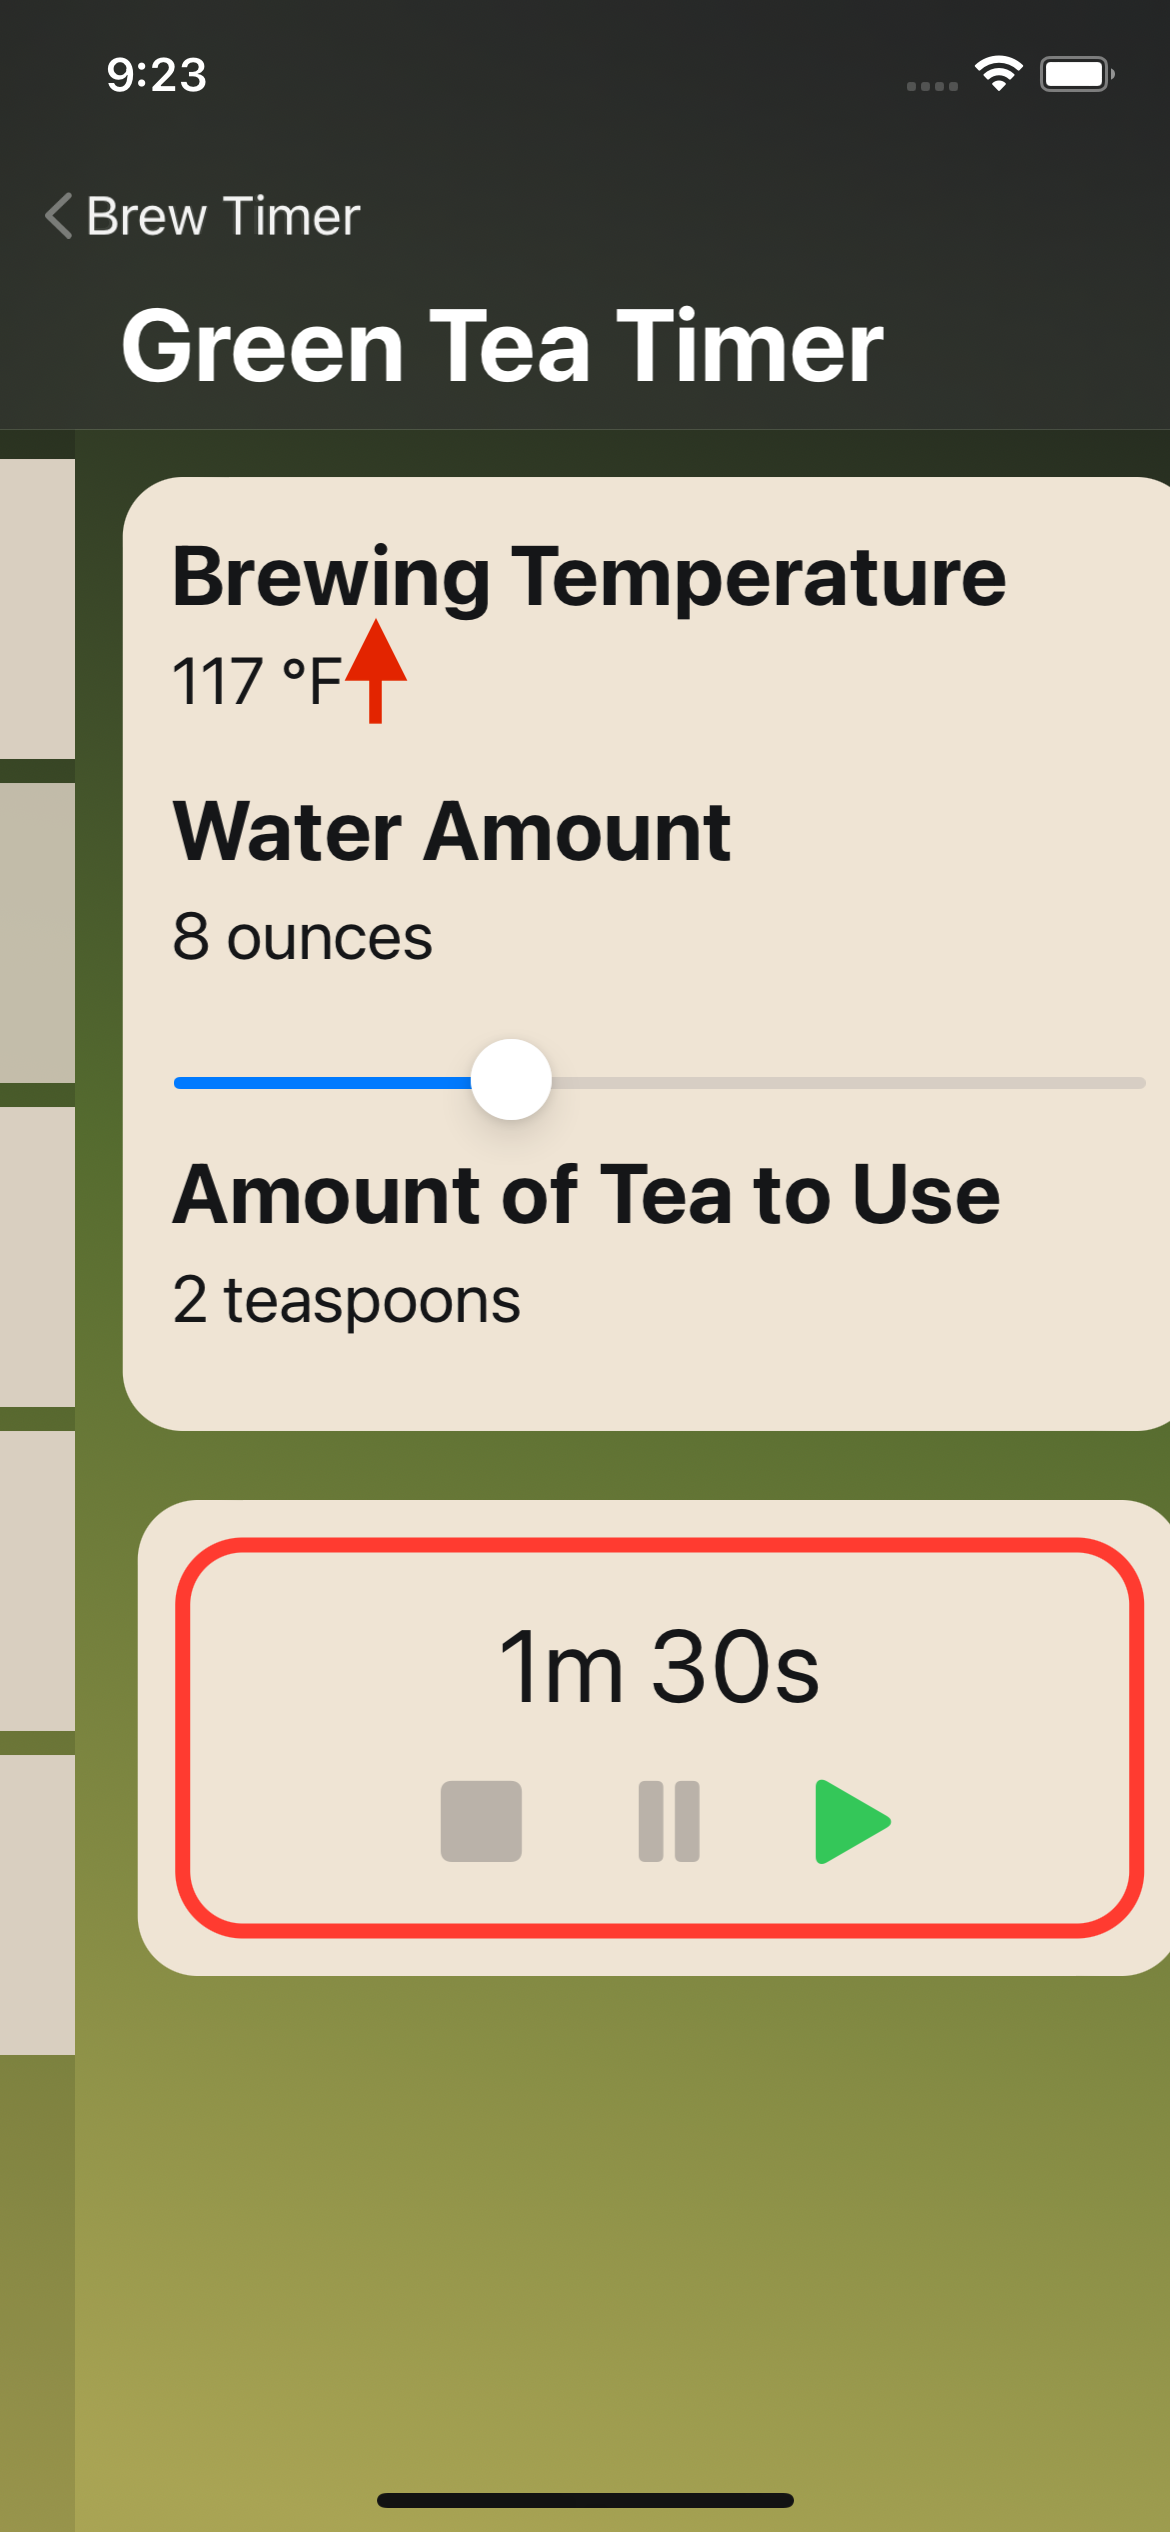 9:23
Brew Timer
Green Tea Timer
Brewing Temperature
117 °F
Water Amount
8 ounces
Amount of Tea to Use
2 teaspoons
1m 30s